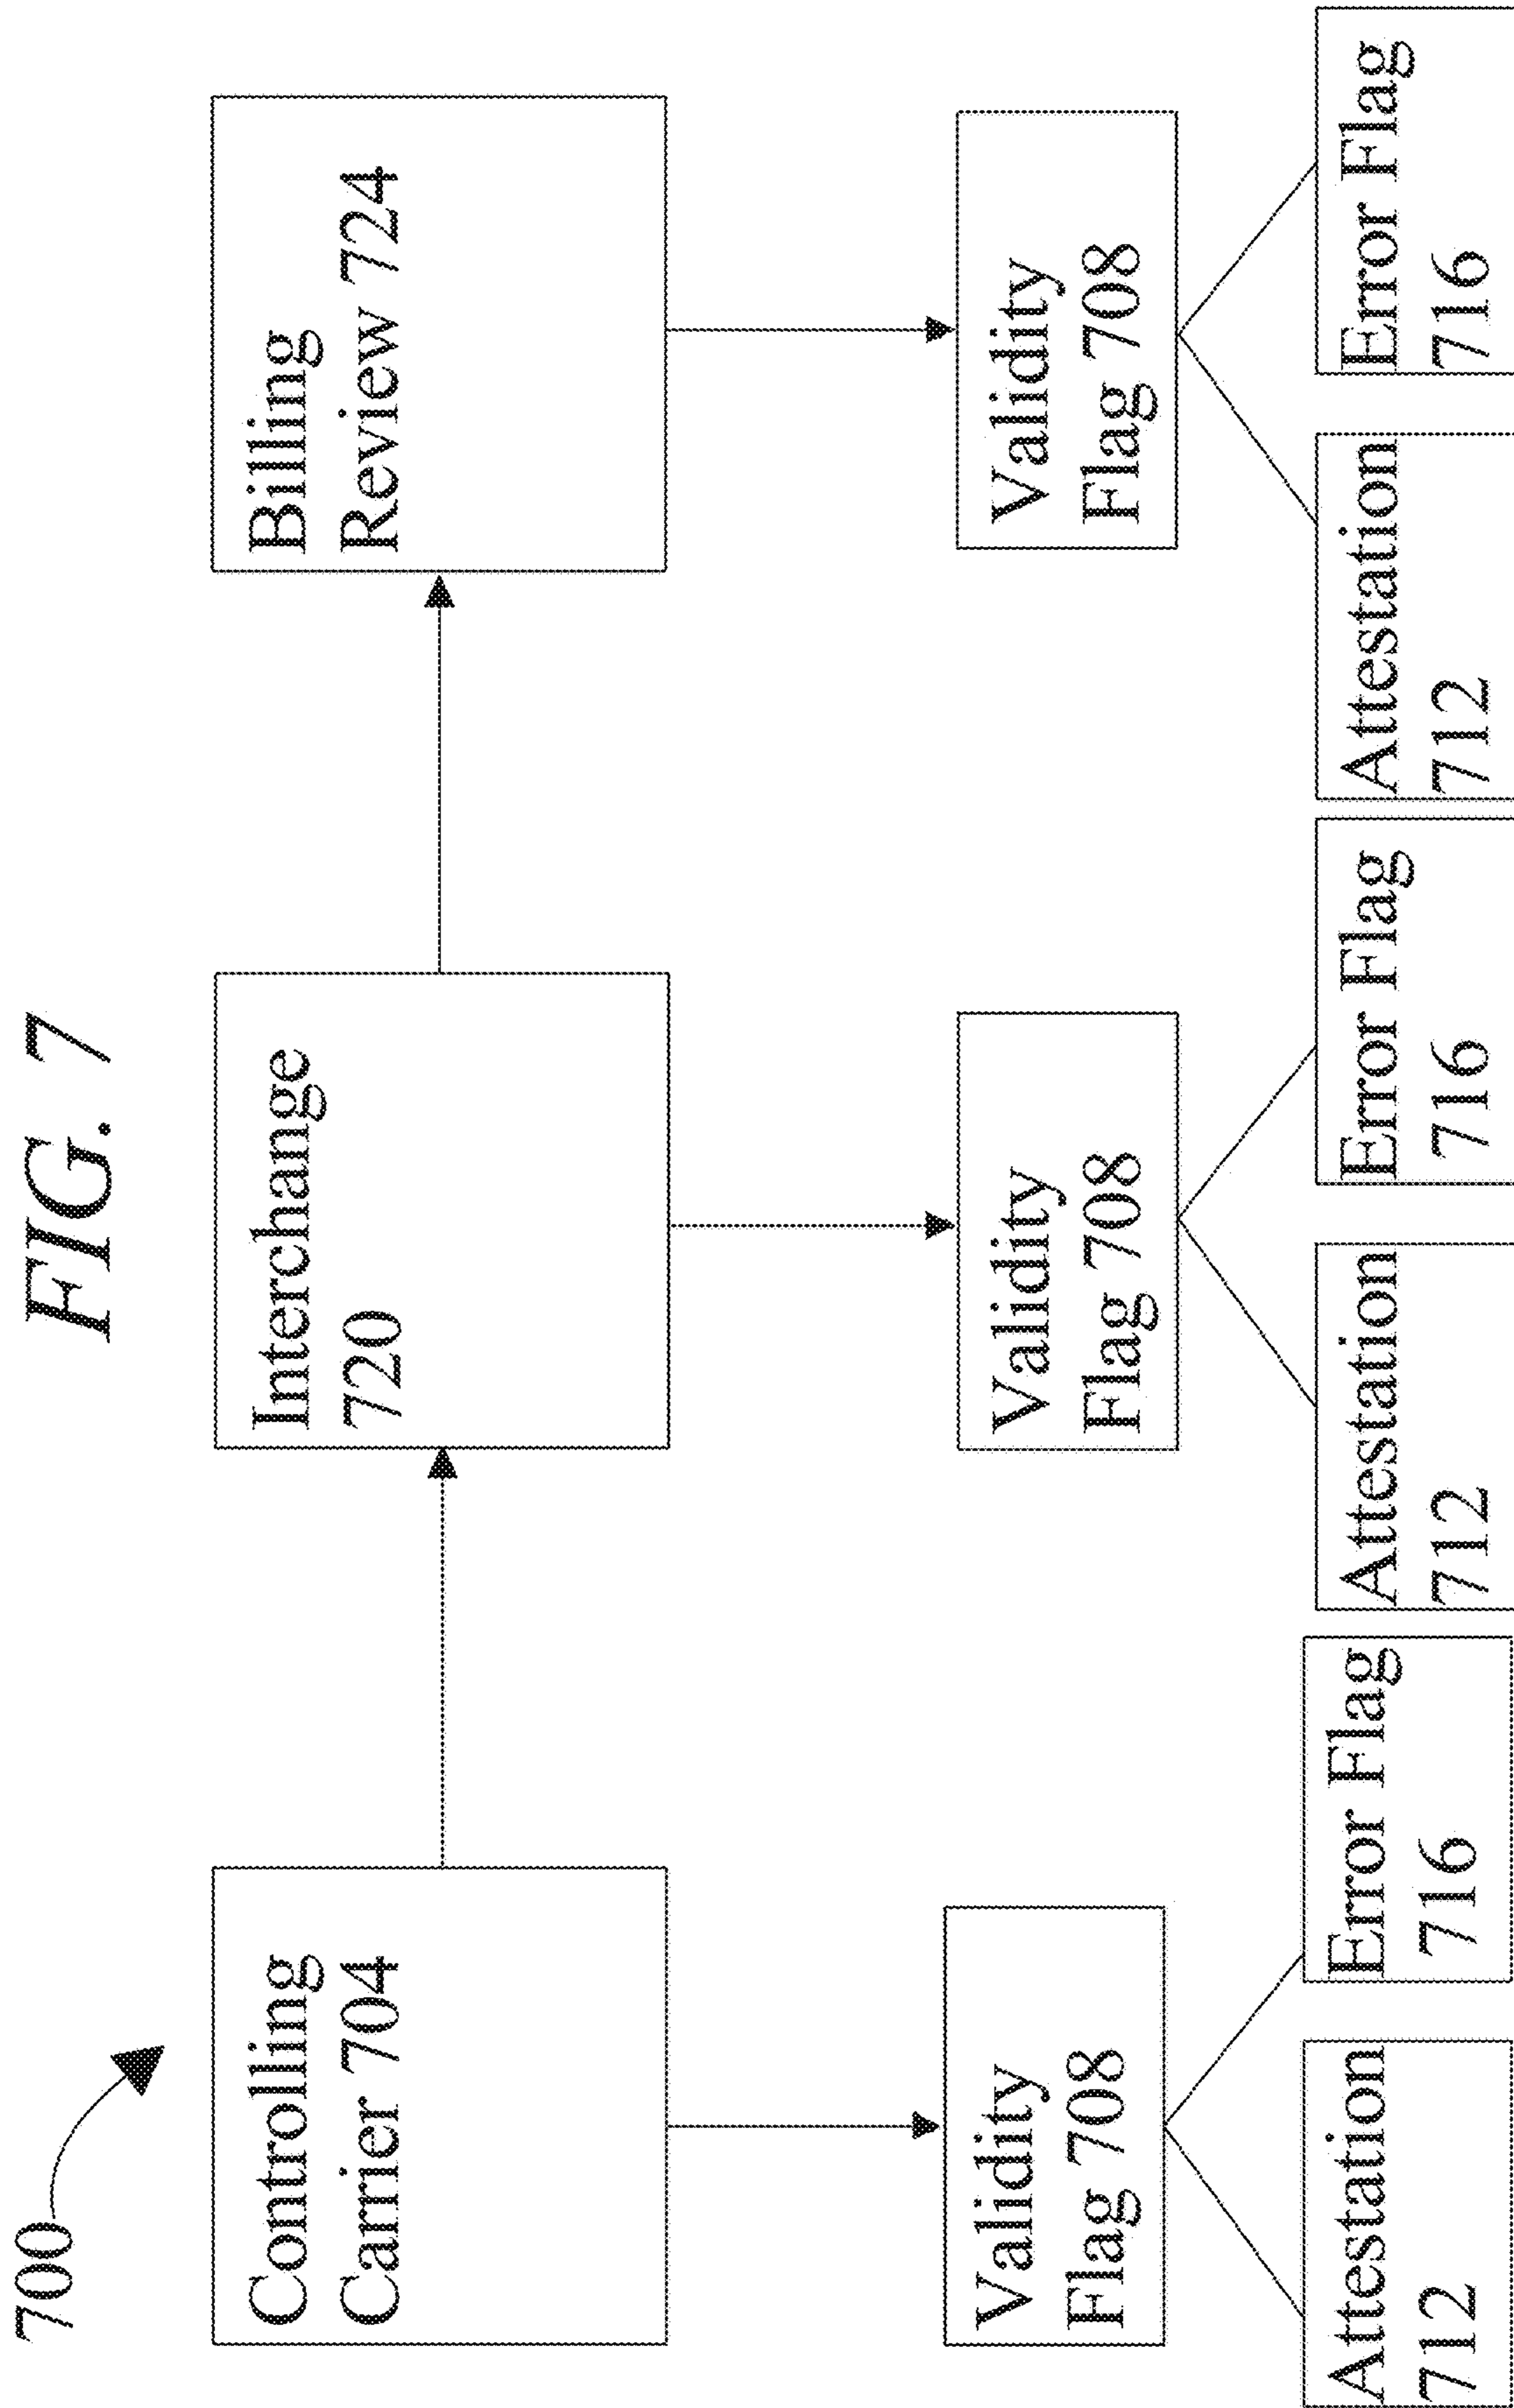 FIG. 7
700
Controlling
Carrier 704
Interchange
720
Billing
Review 724
Validity
Flag 708
Validity
Flag 708
Validity
Flag 708
Attestation
712
Error Flag
716
Attestation
712
Error Flag
716
Attestation
712
Error Flag
716